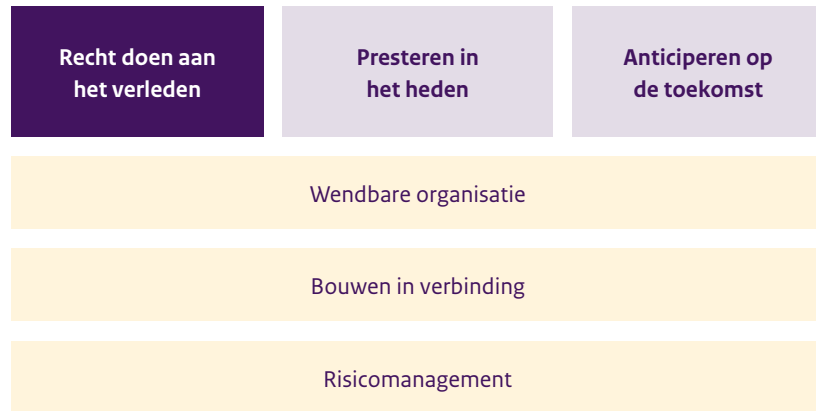 Recht doen aan
het verleden
Presteren in
het heden
Anticiperen op
de toekomst
Wendbare organisatie
Bouwen in verbinding
Risicomanagement